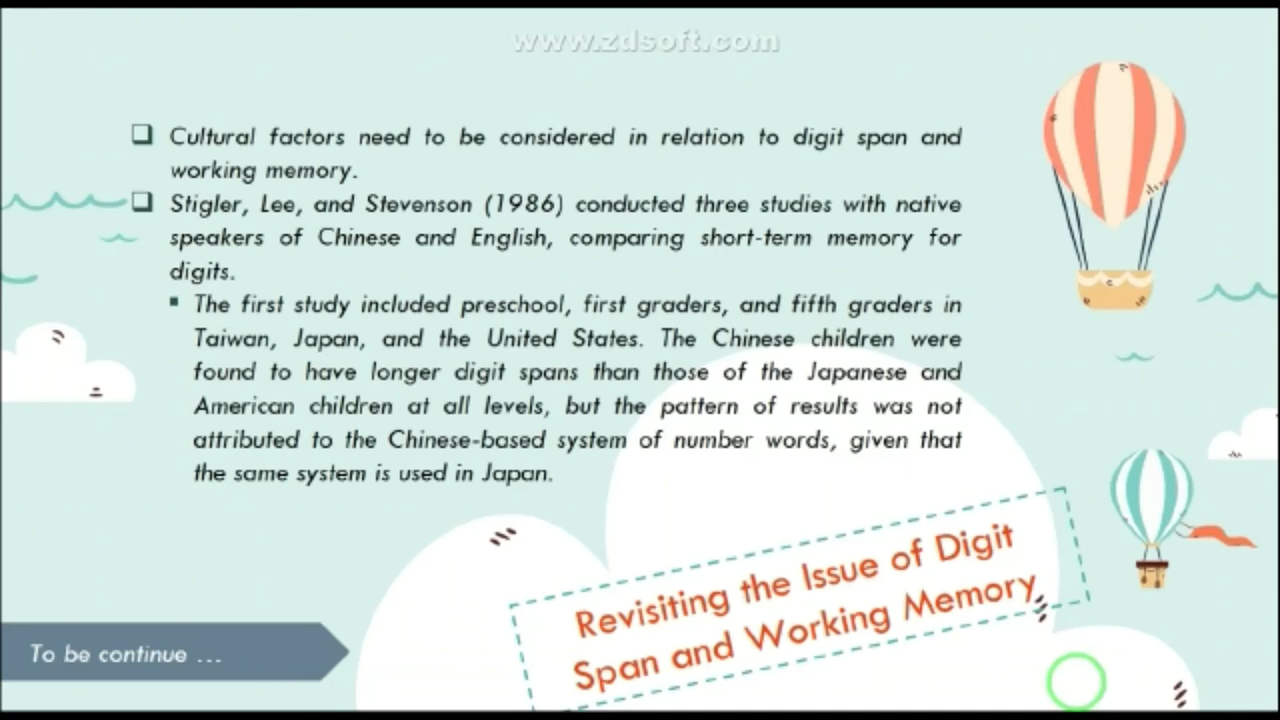 www.zdsoft.com
Cultural factors need to be considered in relation to digit span and
working memory.
Stigler, Lee, and Stevenson (1986) conducted three studies with native
speakers of Chinese and English, comparing short-term memory for
digits.
The first study included preschool, first graders, and fifth graders in
Taiwan, Japan, and the United States. The Chinese children were
found to have longer digit spans than those of the Japanese and
American children at all levels, but the pattern of results was not
attributed to the Chinese-based system of number words, given that
the same system is used in Japan.
Revisiting the Issue of Digit
Span and Working Memory
To be continue ...